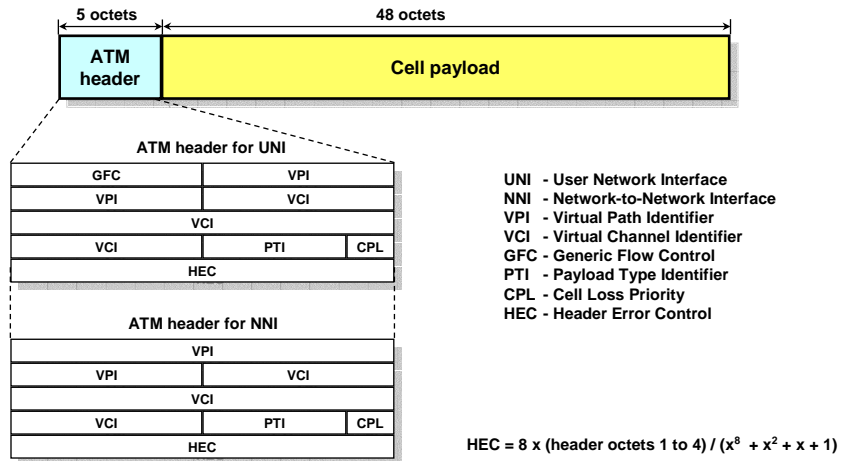 5 octets
48 octets
ATM header
Cell payload
ATM header for UNI
GFC VPI
VPI VCI
VCI
VCI PTI CPL
HEC
UNI - User Network Interface
NNI - Network-to-Network Interface
VPI - Virtual Path Identifier
VCI - Virtual Channel Identifier
GFC - Generic Flow Control
PTI - Payload Type Identifier
CPL - Cell Loss Priority
HEC - Header Error Control
ATM header for NNI
VPI
VPI VCI
VCI
VCI PTI CPL
HEC
HEC = 8 x (header octets 1 to 4) / (x⁸ + x² + x + 1)